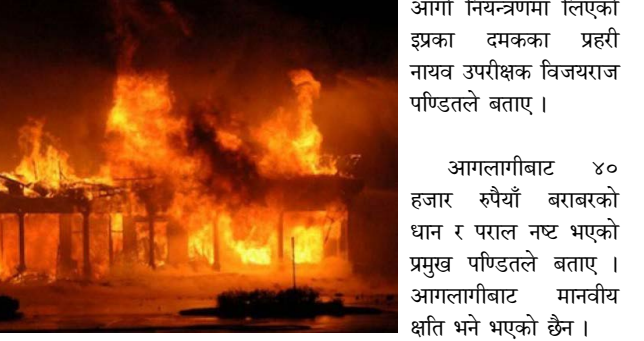 आगो नियन्त्रणमा लिएको
इप्रका दमकका प्रहरी
नायव उपरीक्षक विजयराज
पण्डितले बताए ।
आगलागीबाट ४०
हजार रुपैयाँ बराबरको
धान र पराल नष्ट भएको
प्रमुख पण्डितले बताए ।
आगलागीबाट मानवीय
क्षति भने भएको छैन ।